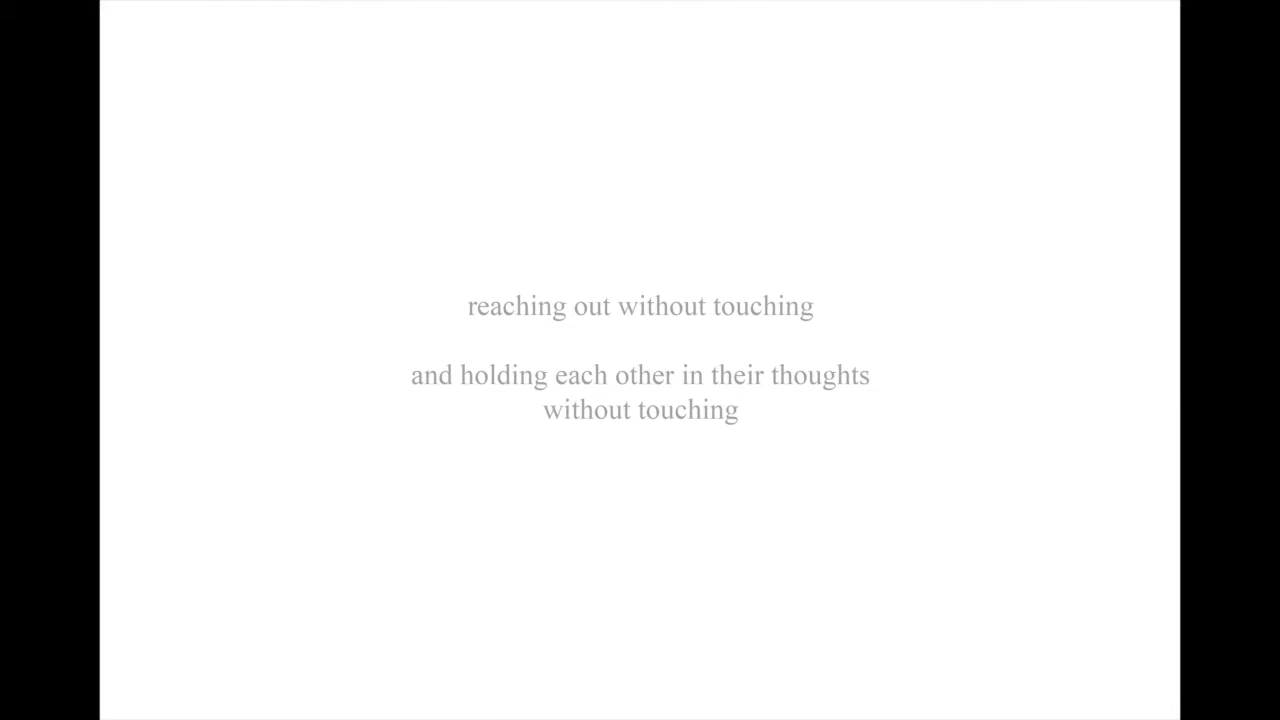 reaching out without touching
and holding each other in their thoughts
without touching